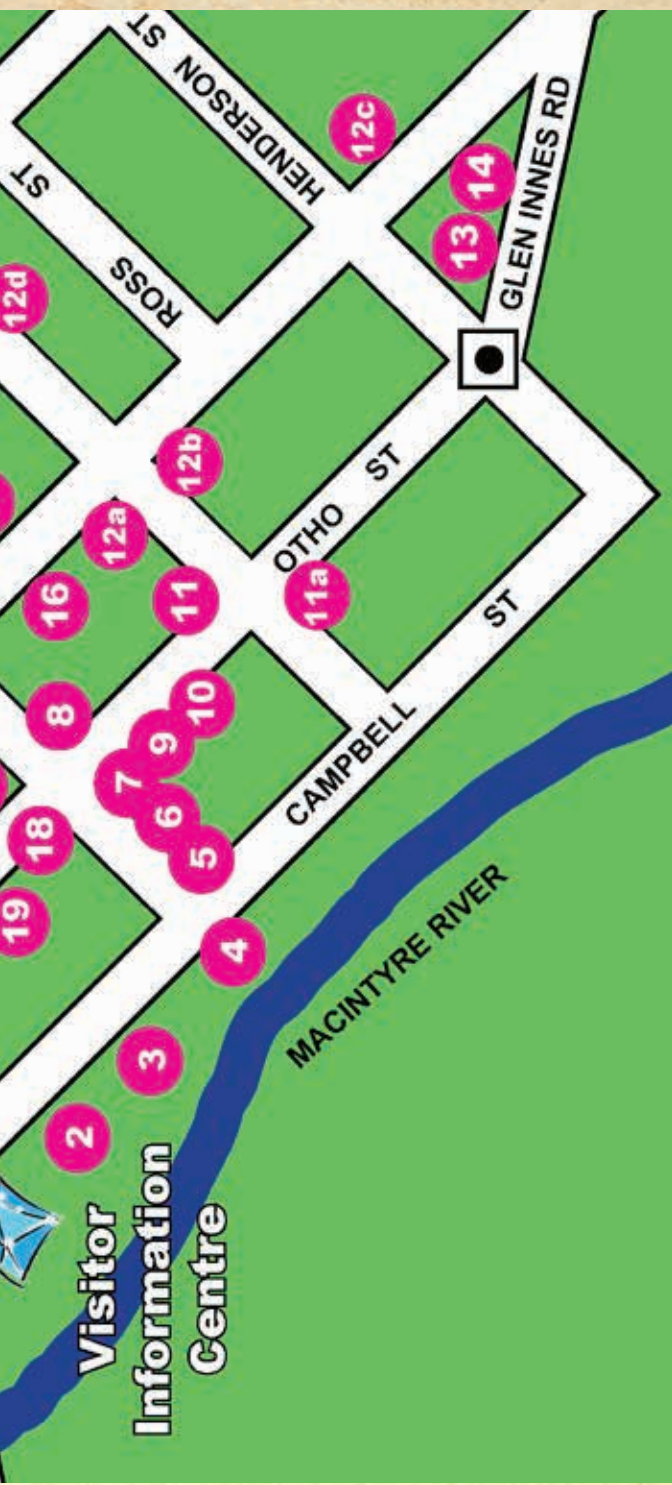 HENDERSON ST
ROSS ST
GLEN INNES RD
OTHO ST
CAMPBELL ST
MACINTYRE RIVER
Visitor
Information
Centre
2
3
4
5
6
7
8
9
10
11
11a
12a
12b
12c
12d
13
14
16
18
19